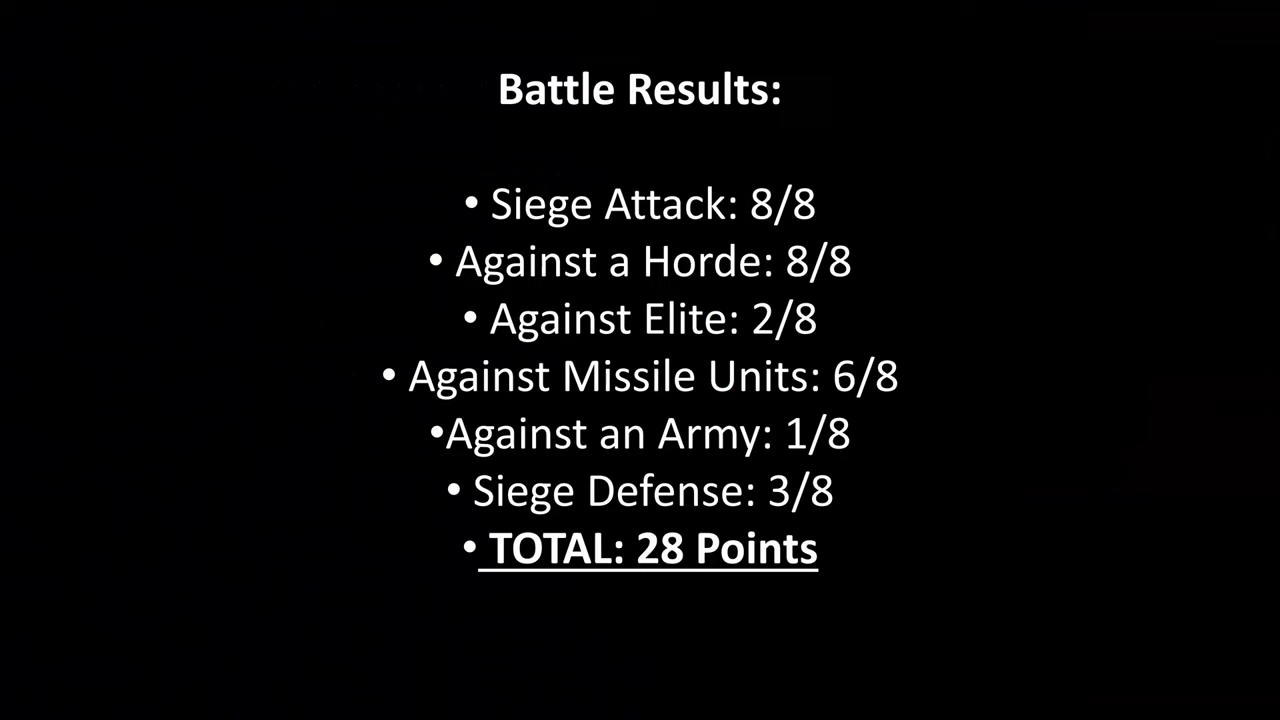 Battle Results:
• Siege Attack: 8/8
• Against a Horde: 8/8
• Against Elite: 2/8
• Against Missile Units: 6/8
•Against an Army: 1/8
• Siege Defense: 3/8
• TOTAL: 28 Points